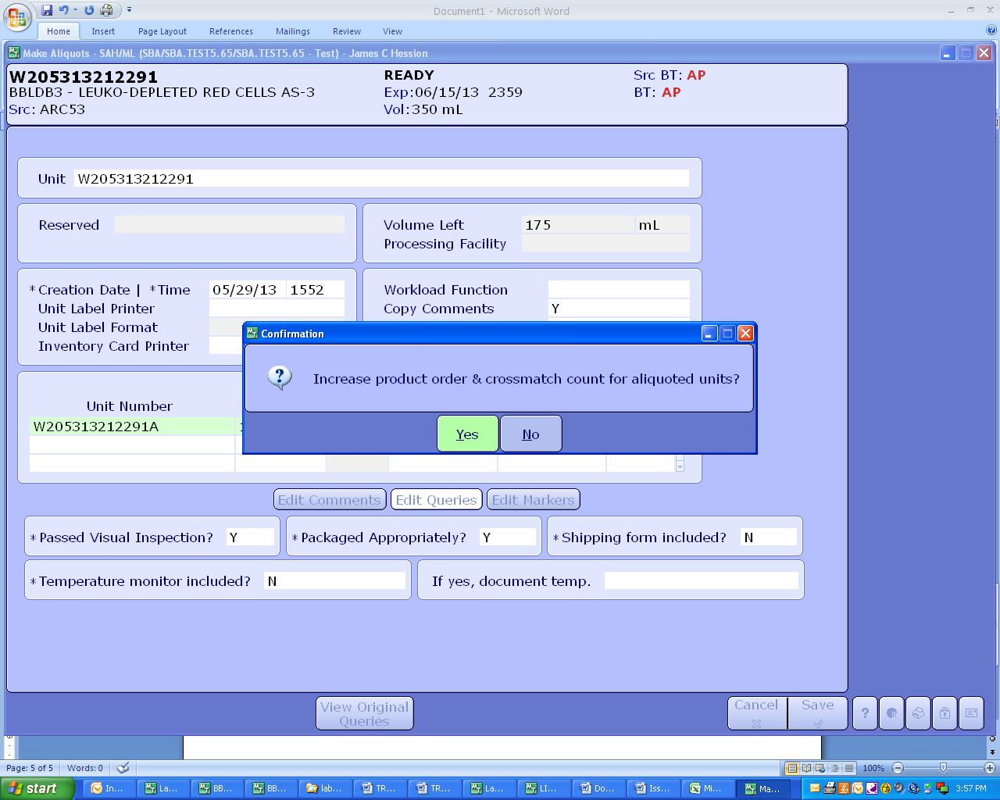 Document1 - Microsoft Word
Home Insert Page Layout References Mailings Review View
Make Aliquots - SAH/ML (SBA/SBA.TEST5.65/SBA.TEST5.65 - Test) - James C Hession
W205313212291 READY Src BT: AP
BBLDB3 - LEUKO-DEPLETED RED CELLS AS-3 Exp:06/15/13 2359 BT: AP
Src: ARC53 Vol:350 mL
Unit W205313212291
Reserved Volume Left 175 mL
Processing Facility
*Creation Date | *Time 05/29/13 1552 Workload Function
Unit Label Printer Copy Comments Y
Unit Label Format
Inventory Card Printer
Confirmation
? Increase product order & crossmatch count for aliquoted units?
Yes No
Unit Number
W205313212291A
Edit Comments Edit Queries Edit Markers
*Passed Visual Inspection? Y *Packaged Appropriately? Y *Shipping form included? N
*Temperature monitor included? N If yes, document temp.
View Original Queries Cancel Save ?
Page: 5 of 5 Words: 0 100%
start In... La... BB... BB... lab... TR... TR... La... LI... Do... Iss... Mi... Ma... 3:57 PM